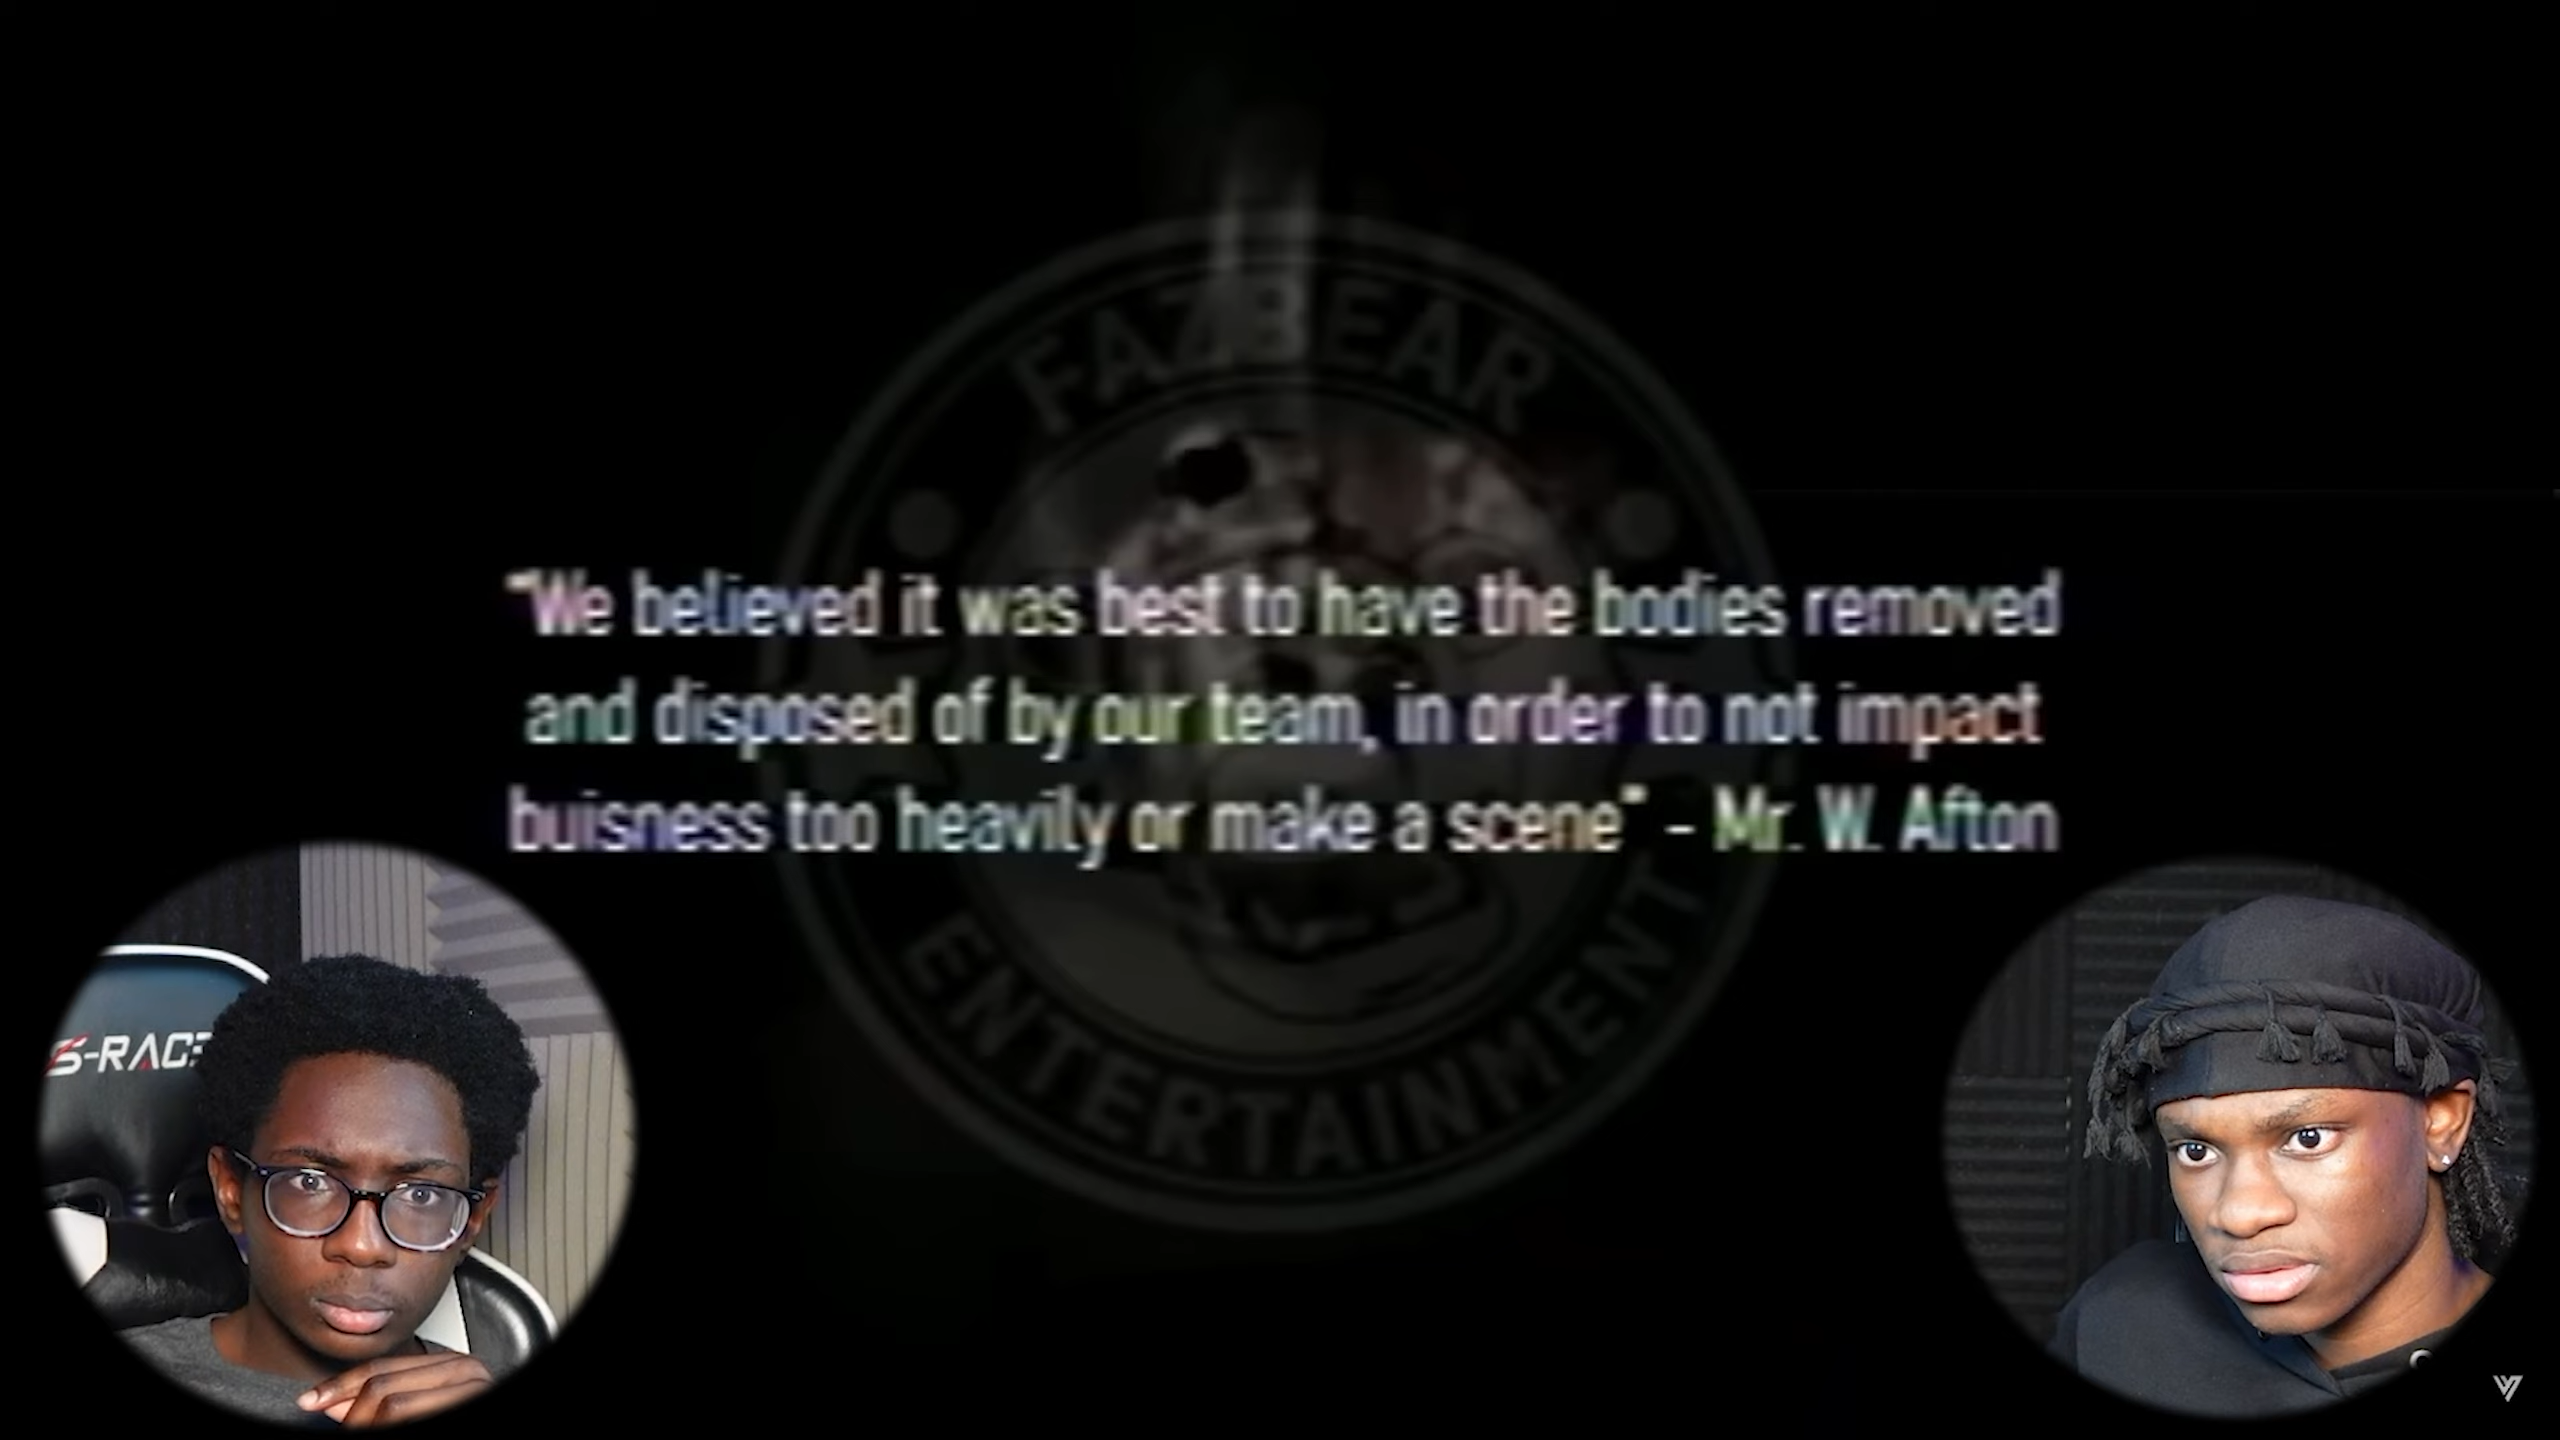 FAZBEAR
"We believed it was best to have the bodies removed
and disposed of by our team, in order to not impact
buisness too heavily or make a scene" - Mr. W. Afton
ENTERTAINMENT
S-RACE